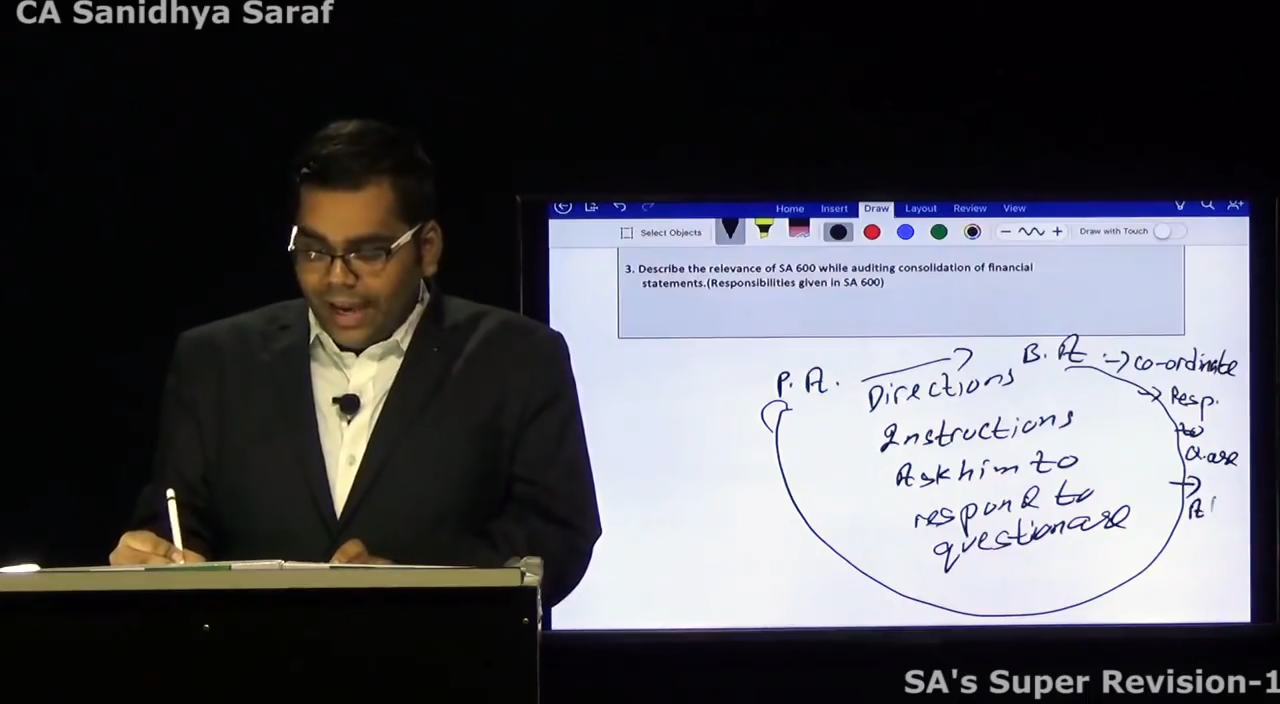 CA Sanidhya Saraf
Home Insert Draw Layout Review View
Select Objects
Draw with Touch
3. Describe the relevance of SA 600 while auditing consolidation of financial
statements.(Responsibilities given in SA 600)
P. A.
Directions
Instructions
Ask him to
respond to
questionare
B. A
co-ordinate
Resp.
to
Q.are
A
SA's Super Revision-1